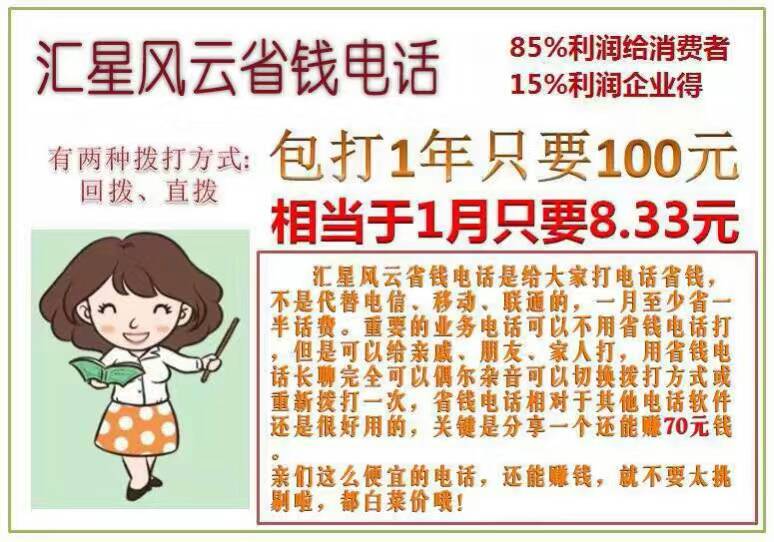 汇星风云省钱电话
85%利润给消费者
15%利润企业得
有两种拨打方式:
回拨、直拨
包打1年只要100元
相当于1月只要8.33元
汇星风云省钱电话是给大家打电话省钱,
不是代替电信、移动、联通的,一月至少省一
半话费。重要的业务电话可以不用省钱电话打
,但是可以给亲戚、朋友、家人打,用省钱电
话长聊完全可以偶尔杂音可以切换拨打方式或
重新拨打一次,省钱电话相对于其他电话软件
还是很好用的,关键是分享一个还能赚70元钱
。
亲们这么便宜的电话,还能赚钱,就不要太挑
剔啦,都白菜价哦!